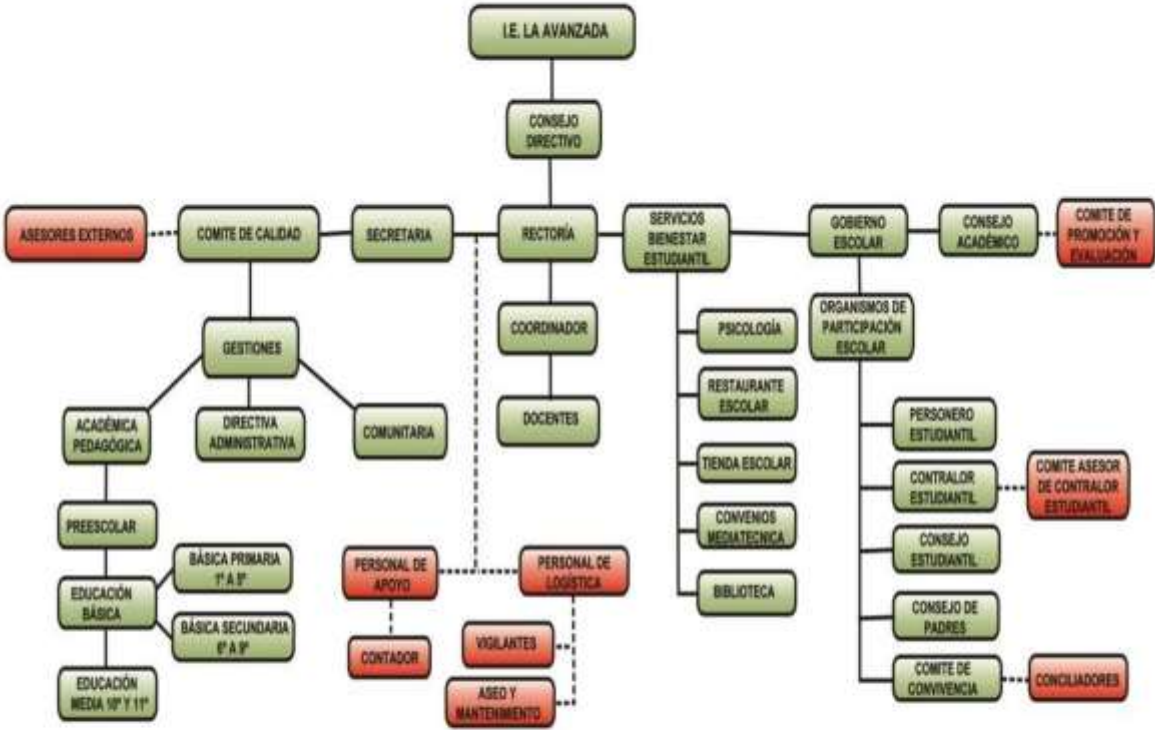 I.E. LA AVANZADA
CONSEJO
DIRECTIVO
ASESORES EXTERNOS
COMITE DE CALIDAD
SECRETARIA
RECTORÍA
SERVICIOS
BIENESTAR
ESTUDIANTIL
GOBIERNO
ESCOLAR
CONSEJO
ACADÉMICO
COMITE DE
PROMOCIÓN Y
EVALUACIÓN
GESTIONES
COORDINADOR
DOCENTES
ACADÉMICA
PEDAGÓGICA
DIRECTIVA
ADMINISTRATIVA
COMUNITARIA
PREESCOLAR
EDUCACIÓN
BÁSICA
BÁSICA PRIMARIA
1º A 5º
BÁSICA SECUNDARIA
6º A 9º
EDUCACIÓN
MEDIA 10º Y 11º
PERSONAL DE
APOYO
CONTADOR
PERSONAL DE
LOGÍSTICA
VIGILANTES
ASEO Y
MANTENIMIENTO
PSICOLOGÍA
RESTAURANTE
ESCOLAR
TIENDA ESCOLAR
CONVENIOS
MEDIATECNICA
BIBLIOTECA
ORGANISMOS DE
PARTICIPACIÓN
ESCOLAR
PERSONERO
ESTUDIANTIL
CONTRALOR
ESTUDIANTIL
COMITE ASESOR
DE CONTRALOR
ESTUDIANTIL
CONSEJO
ESTUDIANTIL
CONSEJO DE
PADRES
COMITE DE
CONVIVENCIA
CONCILIADORES